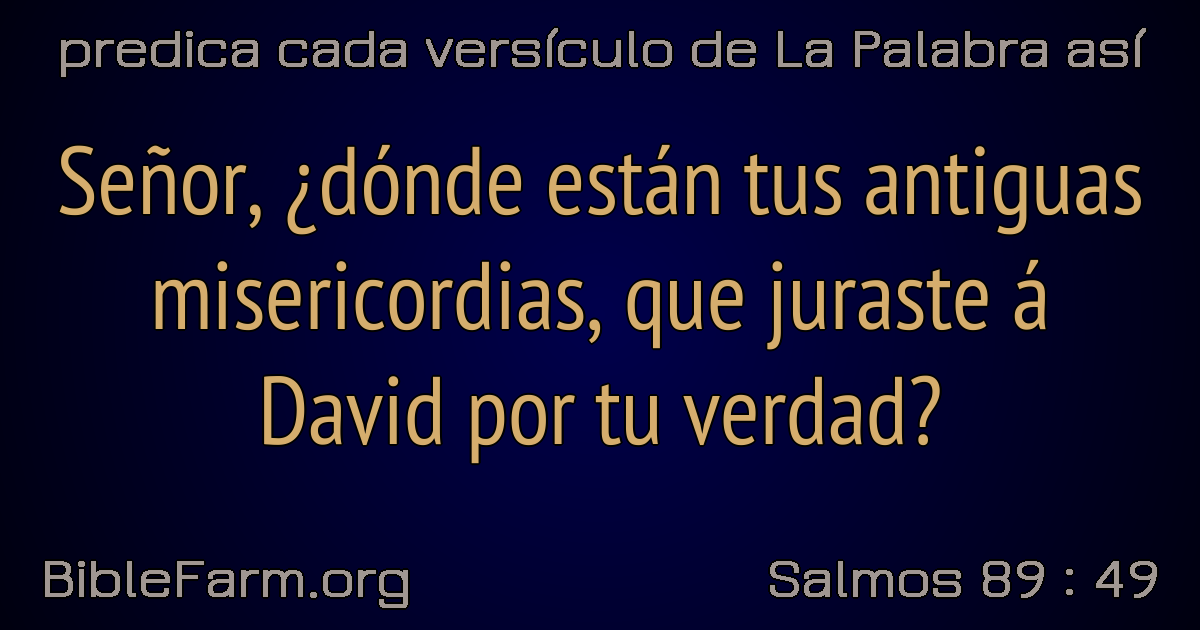 predica cada versículo de La Palabra así
Señor, ¿dónde están tus antiguas
misericordias, que juraste á
David por tu verdad?
BibleFarm.org
Salmos 89 : 49